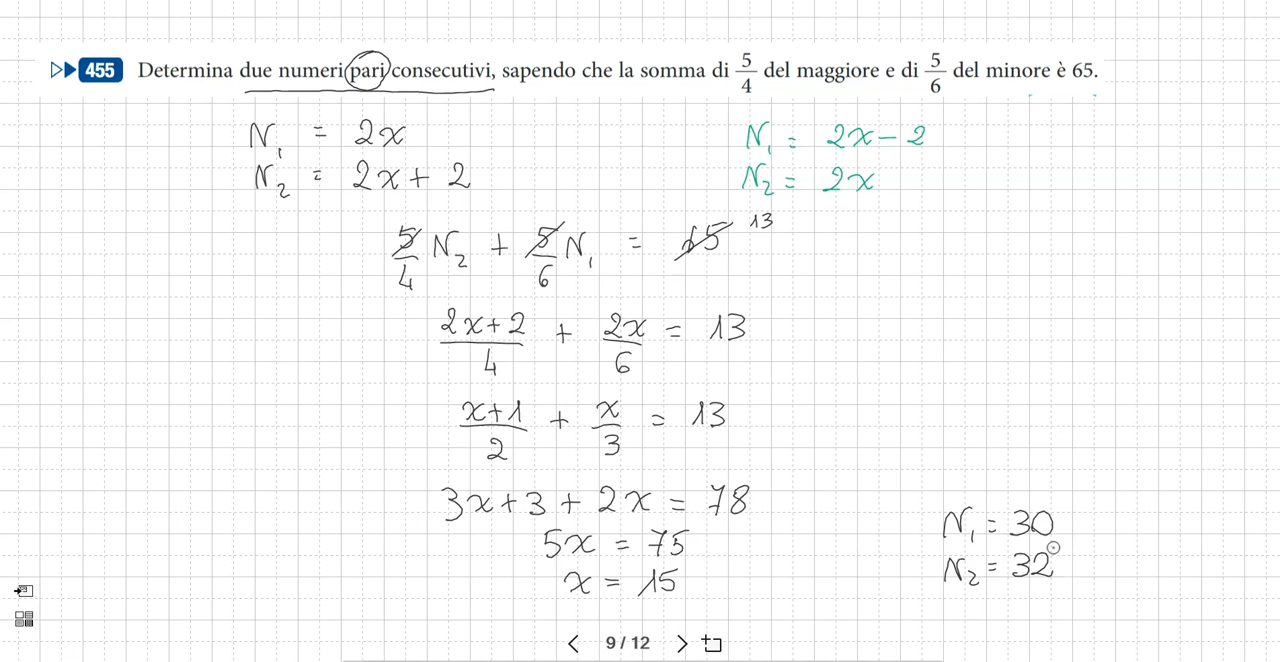 455 Determina due numeri pari consecutivi, sapendo che la somma di 5/4 del maggiore e di 5/6 del minore è 65.
N₁ = 2x
N₂ = 2x + 2
N₁ = 2x - 2
N₂ = 2x
5/4 N₂ + 5/6 N₁ = 65 13
(2x+2)/4 + 2x/6 = 13
(x+1)/2 + x/3 = 13
3x + 3 + 2x = 78
5x = 75
x = 15
N₁ = 30
N₂ = 32
9 / 12